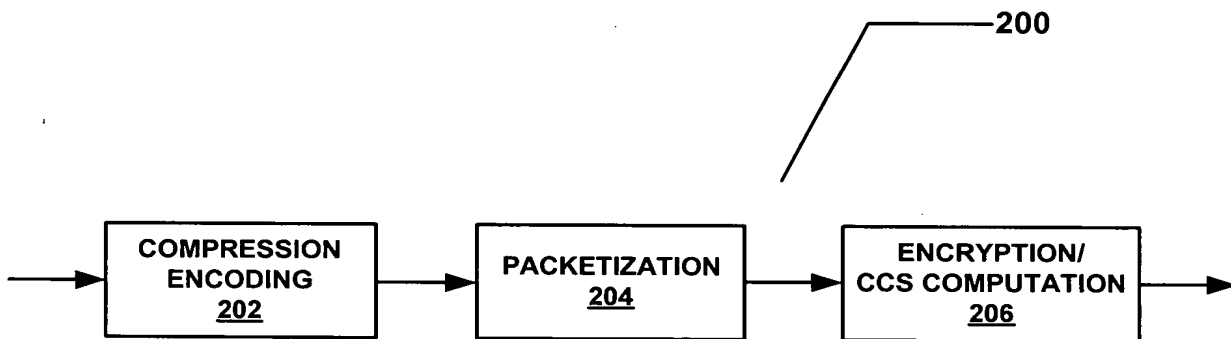 200
COMPRESSION
ENCODING
202
PACKETIZATION
204
ENCRYPTION/
CCS COMPUTATION
206